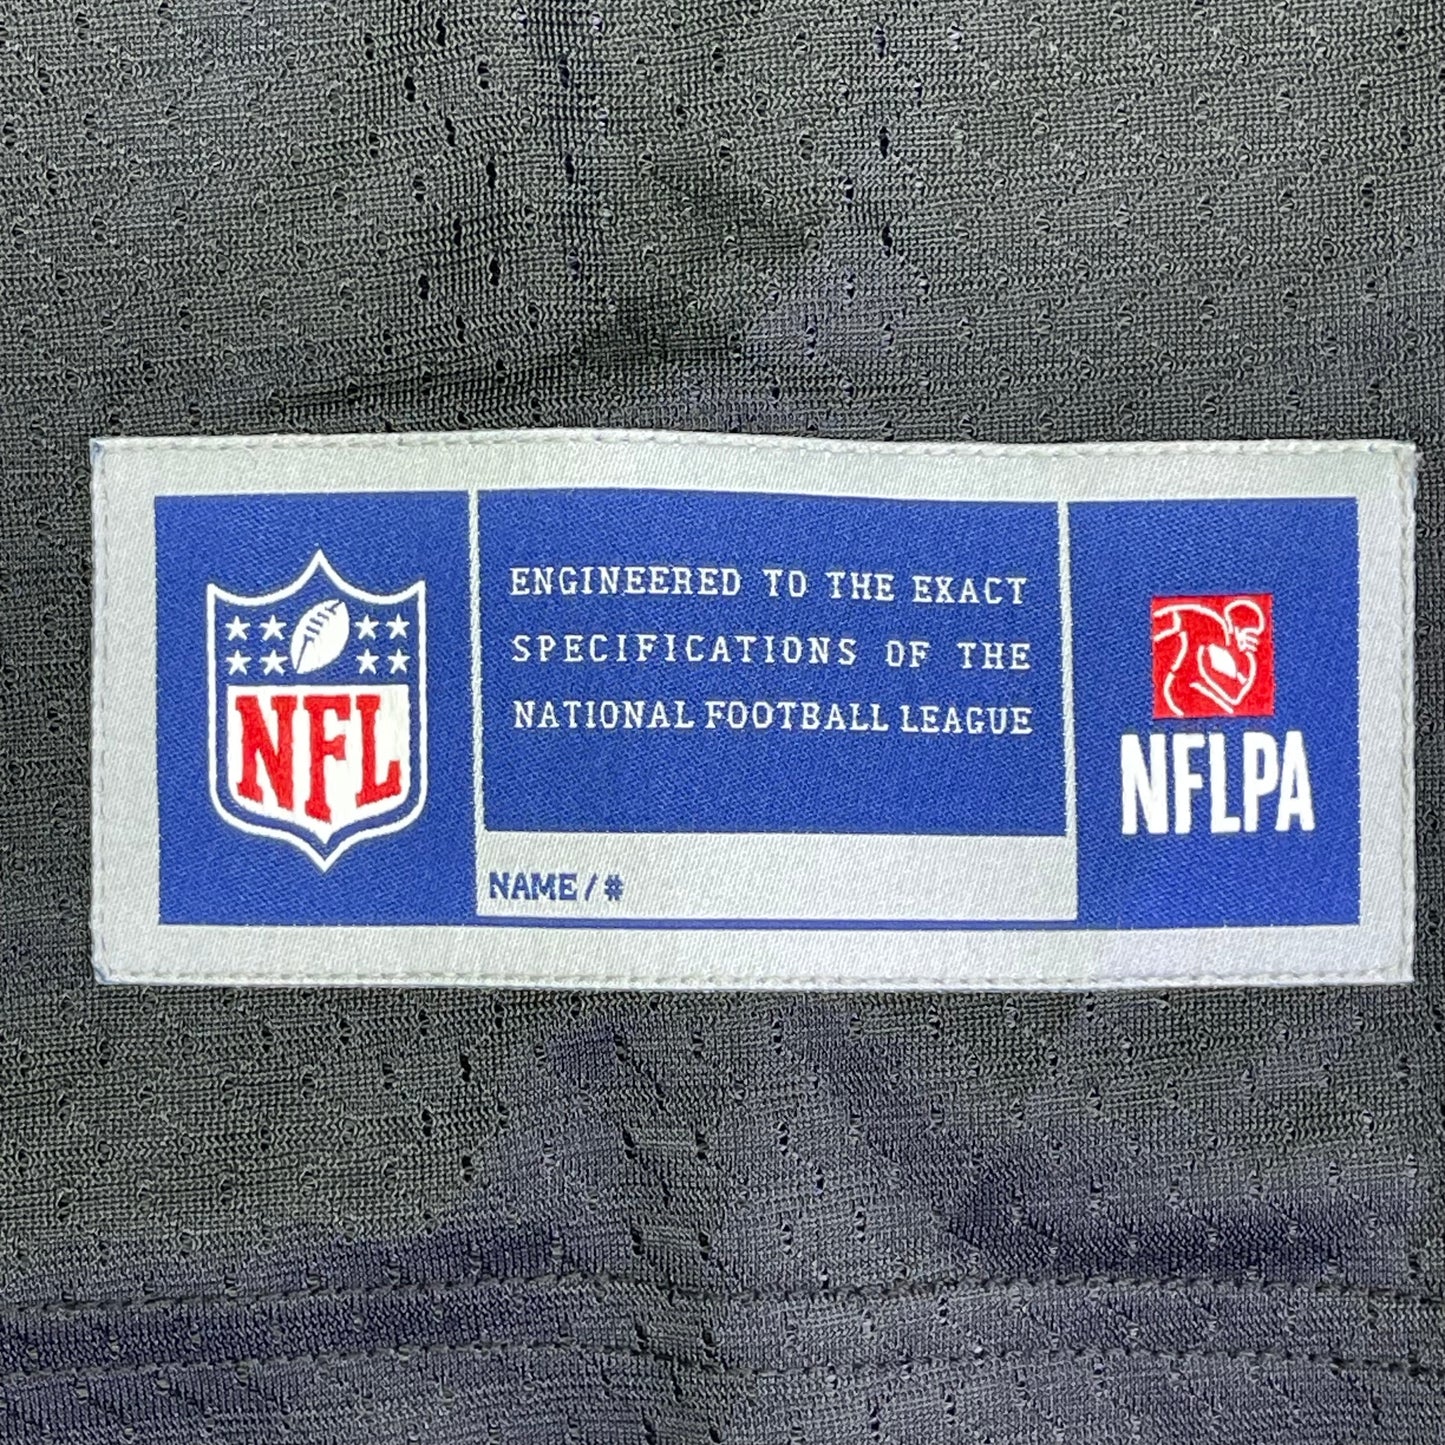 NFL
ENGINEERED TO THE EXACT
SPECIFICATIONS OF THE
NATIONAL FOOTBALL LEAGUE
NAME / #
NFLPA